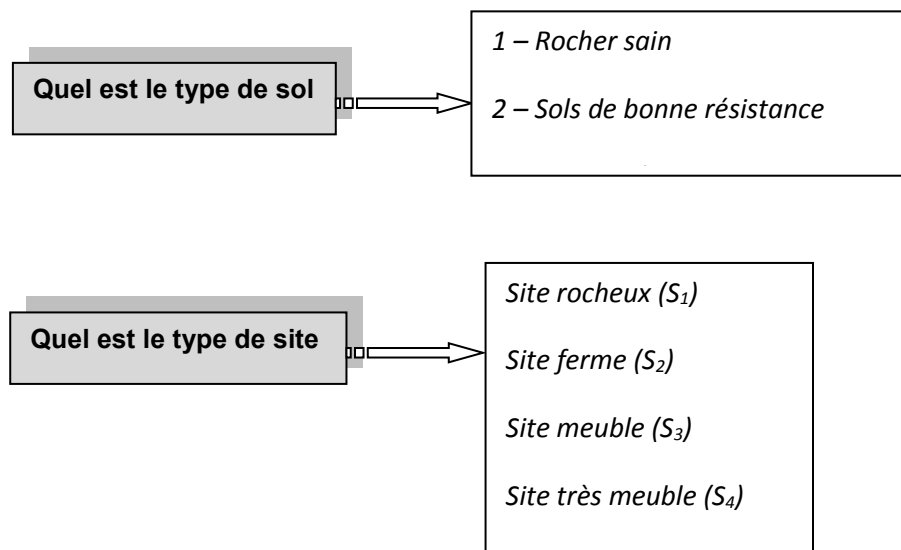 Quel est le type de sol
1 – Rocher sain
2 – Sols de bonne résistance
Quel est le type de site
Site rocheux (S₁)
Site ferme (S₂)
Site meuble (S₃)
Site très meuble (S₄)